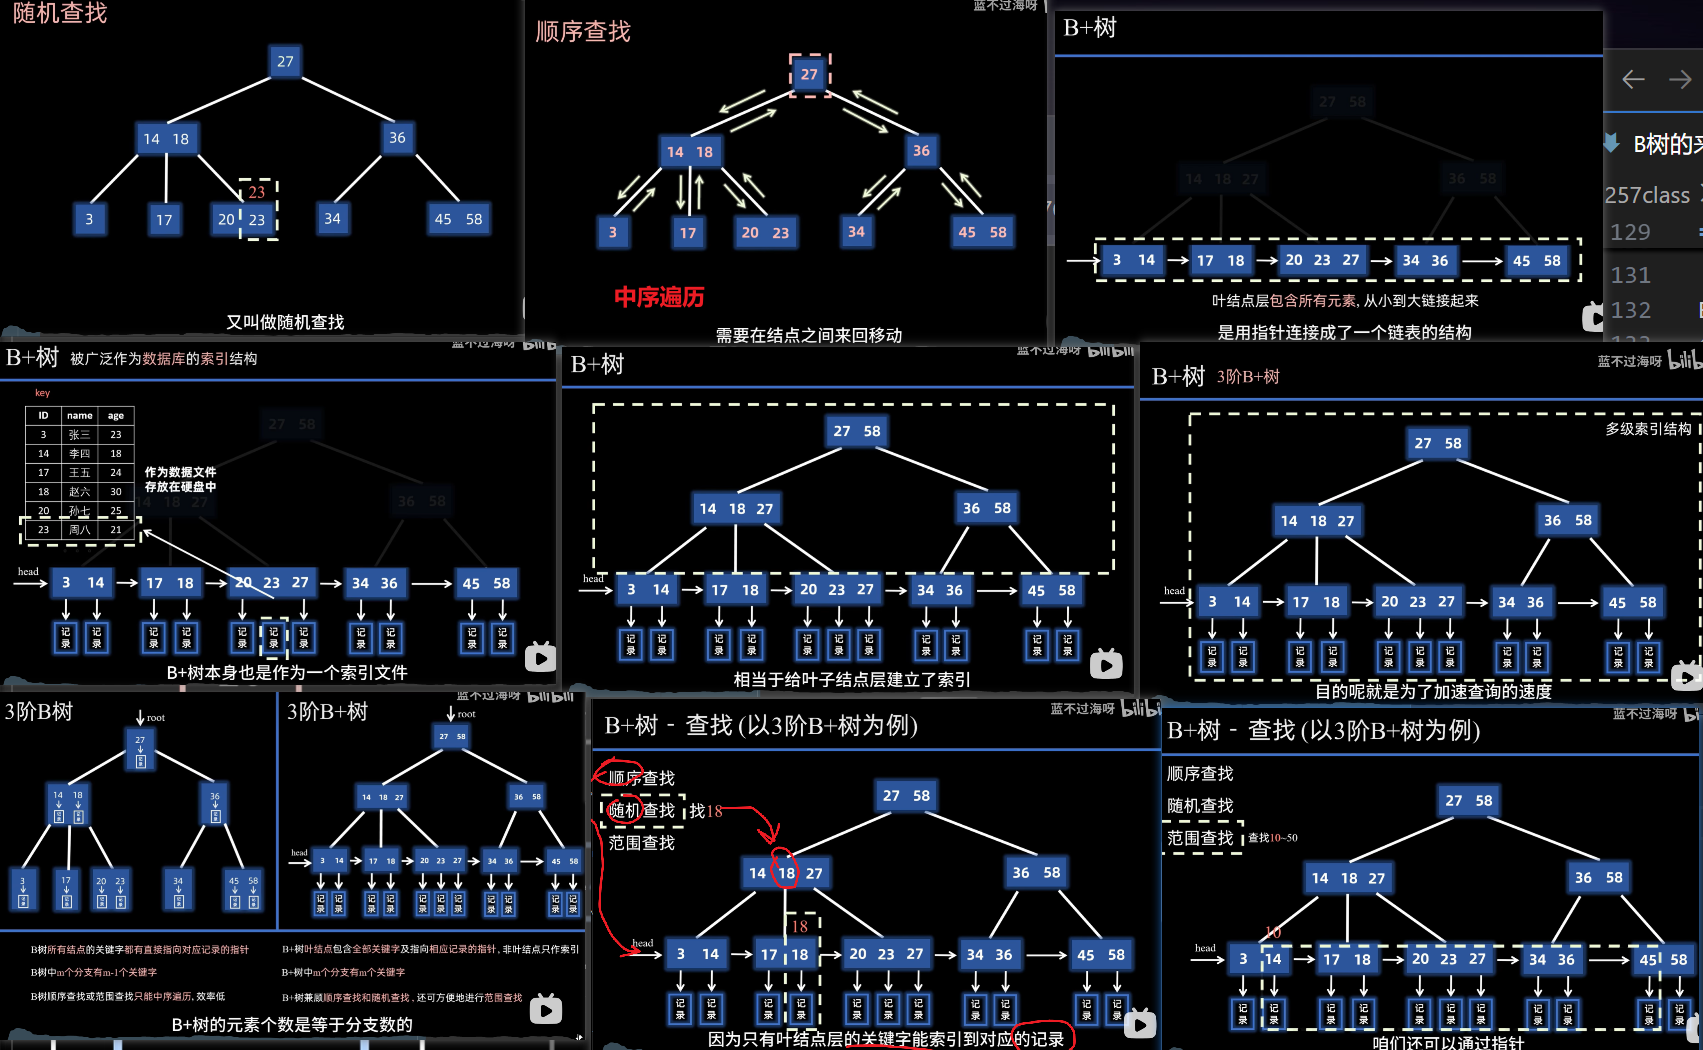 随机查找
27
14 18
36
23
3
17
20 23
34
45 58
又叫做随机查找
蓝不过海呀
顺序查找
27
14 18
36
3
17
20 23
34
45 58
中序遍历
需要在结点之间来回移动
B+树
27 58
14 18 27
36 58
3 14
17 18
20 23 27
34 36
45 58
叶结点层包含所有元素, 从小到大链接起来
是用指针连接成了一个链表的结构
B树的来
257class
129
131
132
B+树 被广泛作为数据库的索引结构
蓝不过海呀 bilibili
key
ID name age
3 张三 23
14 李四 18
17 王五 24
18 赵六 30
20 孙七 25
23 周八 21
作为数据文件
存放在硬盘中
27 58
14 18 27
36 58
head
3 14
17 18
20 23 27
34 36
45 58
记录 记录 记录 记录 记录 记录 记录 记录 记录 记录 记录
B+树本身也是作为一个索引文件
B+树
蓝不过海呀 bilibili
27 58
14 18 27
36 58
head
3 14
17 18
20 23 27
34 36
45 58
记录 记录 记录 记录 记录 记录 记录 记录 记录 记录 记录
相当于给叶子结点层建立了索引
B+树 3阶B+树
蓝不过海呀 bilib
多级索引结构
27 58
14 18 27
36 58
head
3 14
17 18
20 23 27
34 36
45 58
记录 记录 记录 记录 记录 记录 记录 记录 记录 记录 记录
目的呢就是为了加速查询的速度
3阶B树
root
27
14 18
36
3
17
20 23
34
45 58
3阶B+树
蓝不过海呀 bilibili
root
27 58
14 18 27
36 58
head
3 14
17 18
20 23 27
34 36
45 58
记录 记录 记录 记录 记录 记录 记录 记录 记录 记录 记录
B树所有结点的关键字都有直接指向对应记录的指针
B树中m个分支有m-1个关键字
B树顺序查找或范围查找只能中序遍历, 效率低
B+树叶结点包含全部关键字及指向相应记录的指针, 非叶结点只作索引
B+树中m个分支有m个关键字
B+树兼顾顺序查找和随机查找, 还可方便地进行范围查找
B+树的元素个数是等于分支数的
B+树 - 查找 (以3阶B+树为例)
蓝不过海呀 bilibi
顺序查找
随机查找 找18
范围查找
27 58
14 18 27
36 58
18
head
3 14
17 18
20 23 27
34 36
45 58
记录 记录 记录 记录 记录 记录 记录 记录 记录 记录 记录
因为只有叶结点层的关键字能索引到对应的记录
B+树 - 查找 (以3阶B+树为例)
蓝不过海呀
顺序查找
随机查找
范围查找 查找10~50
27 58
14 18 27
36 58
10
head
3 14
17 18
20 23 27
34 36
45 58
记录 记录 记录 记录 记录 记录 记录 记录 记录 记录 记录
咱们还可以通过指针